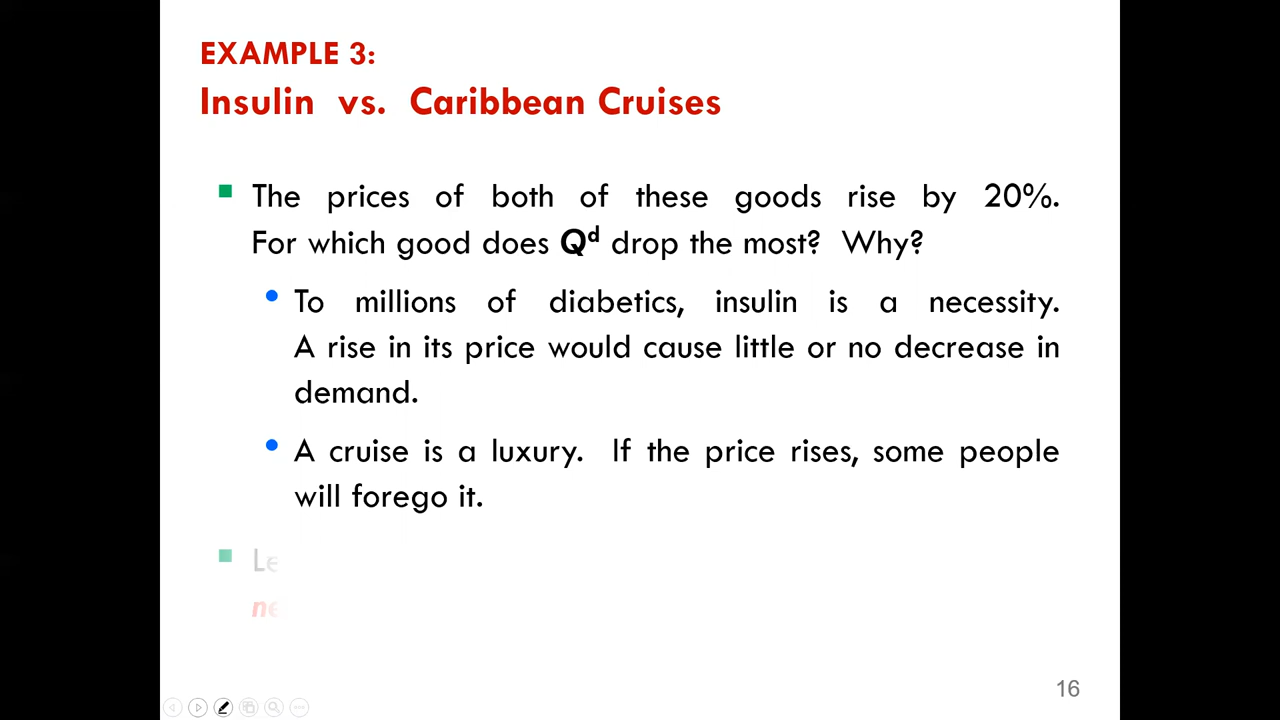 EXAMPLE 3:
Insulin vs. Caribbean Cruises
The prices of both of these goods rise by 20%.
For which good does Qᵈ drop the most? Why?
To millions of diabetics, insulin is a necessity.
A rise in its price would cause little or no decrease in
demand.
A cruise is a luxury. If the price rises, some people
will forego it.
Le
ne
16